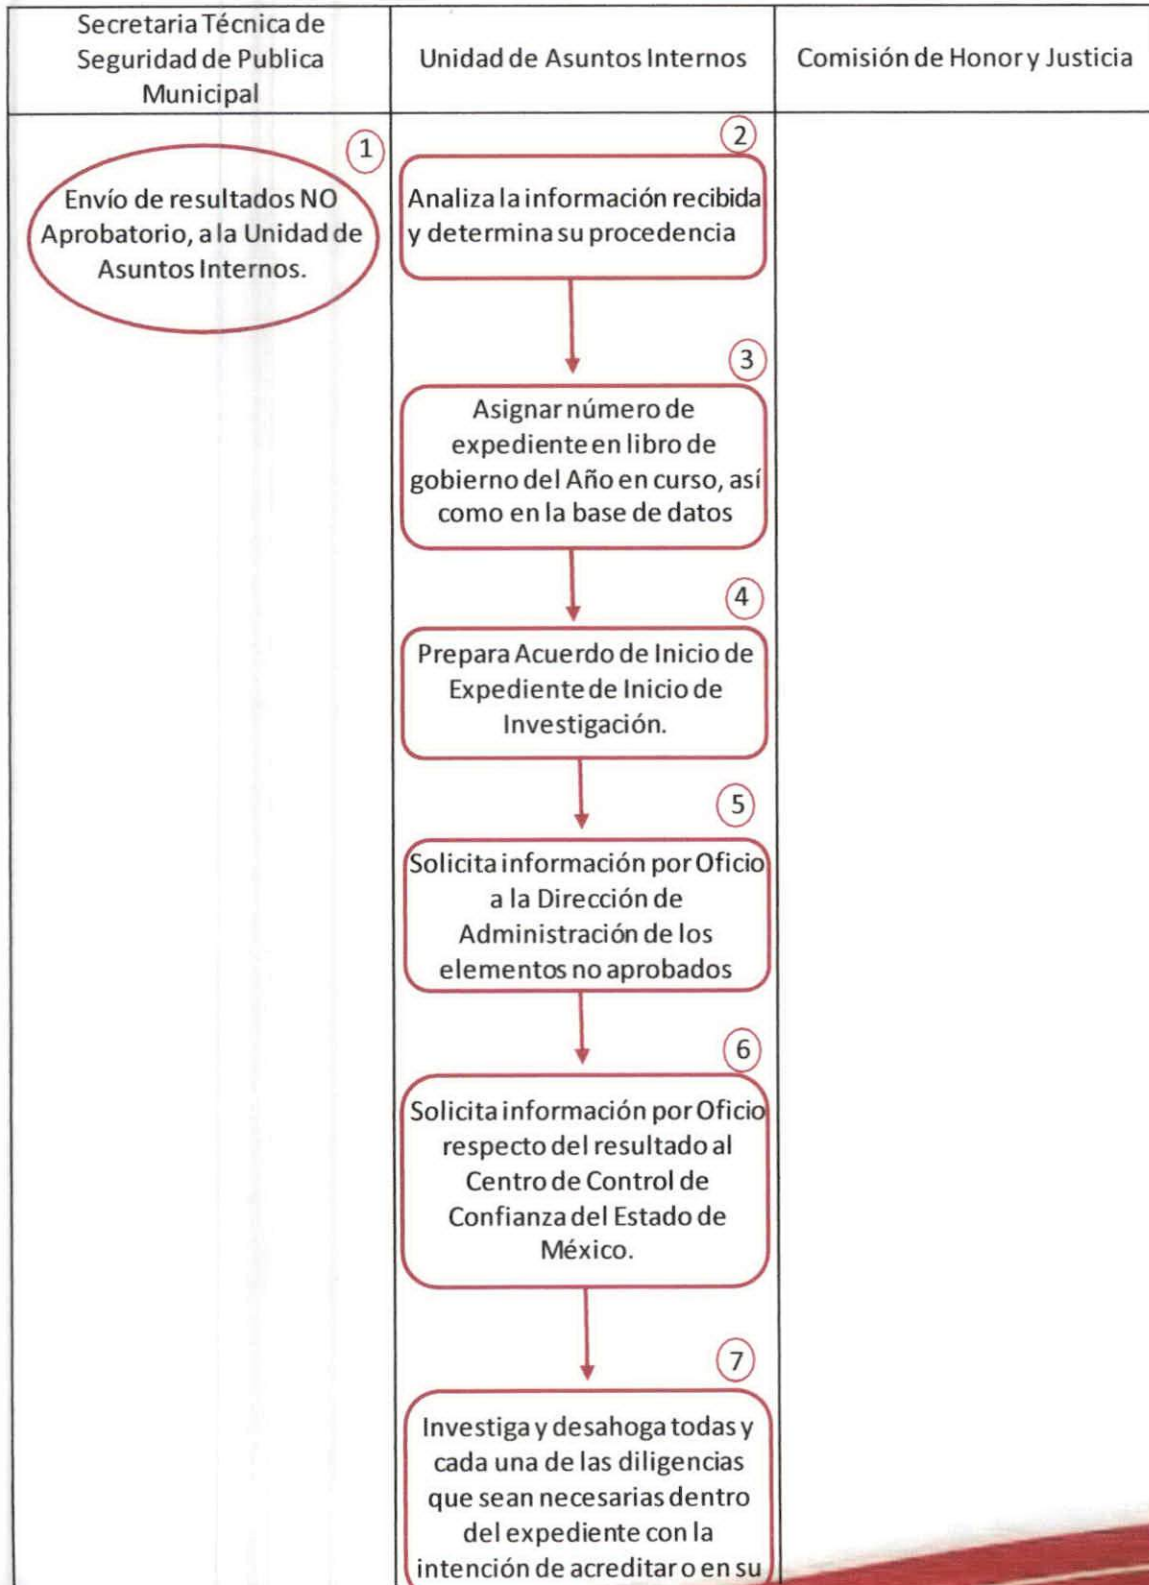 Secretaria Técnica de
Seguridad de Publica
Municipal
Unidad de Asuntos Internos
Comisión de Honor y Justicia
1
Envío de resultados NO
Aprobatorio, a la Unidad de
Asuntos Internos.
2
Analiza la información recibida
y determina su procedencia
3
Asignar número de
expediente en libro de
gobierno del Año en curso, así
como en la base de datos
4
Prepara Acuerdo de Inicio de
Expediente de Inicio de
Investigación.
5
Solicita información por Oficio
a la Dirección de
Administración de los
elementos no aprobados
6
Solicita información por Oficio
respecto del resultado al
Centro de Control de
Confianza del Estado de
México.
7
Investiga y desahoga todas y
cada una de las diligencias
que sean necesarias dentro
del expediente con la
intención de acreditar o en su